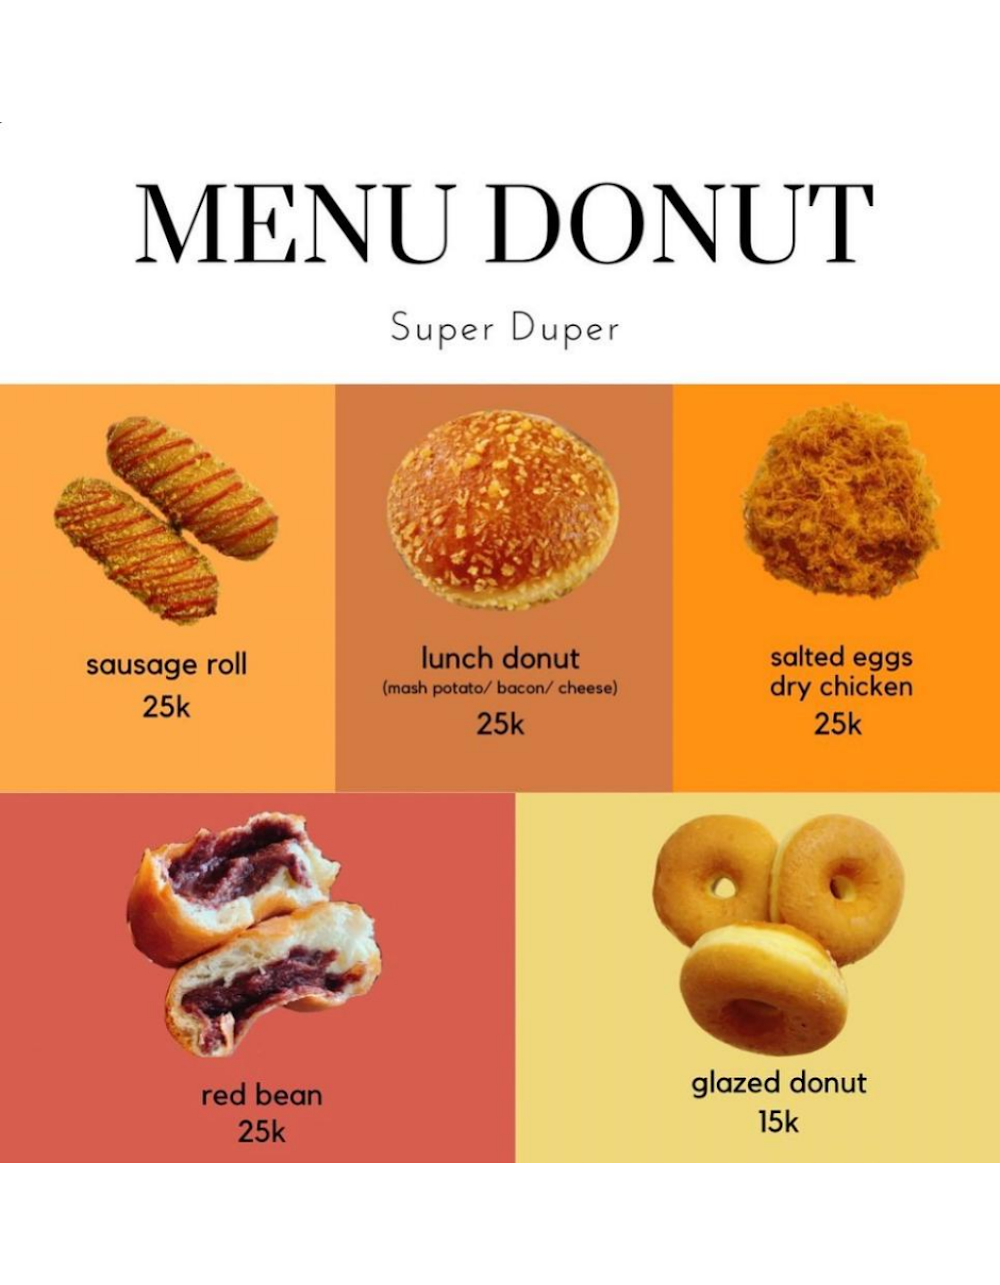 MENU DONUT
Super Duper
sausage roll
25k
lunch donut
(mash potato/ bacon/ cheese)
25k
salted eggs
dry chicken
25k
red bean
25k
glazed donut
15k